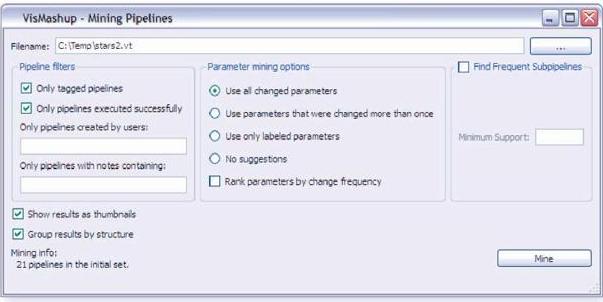 VisMashup - Mining Pipelines
Filename: C:\Temp\stars2.vt ...
Pipeline filters
Only tagged pipelines
Only pipelines executed successfully
Only pipelines created by users:
Only pipelines with notes containing:
Parameter mining options
Use all changed parameters
Use parameters that were changed more than once
Use only labeled parameters
No suggestions
Rank parameters by change frequency
Find Frequent Subpipelines
Minimum Support:
Show results as thumbnails
Group results by structure
Mining info:
21 pipelines in the initial set.
Mine